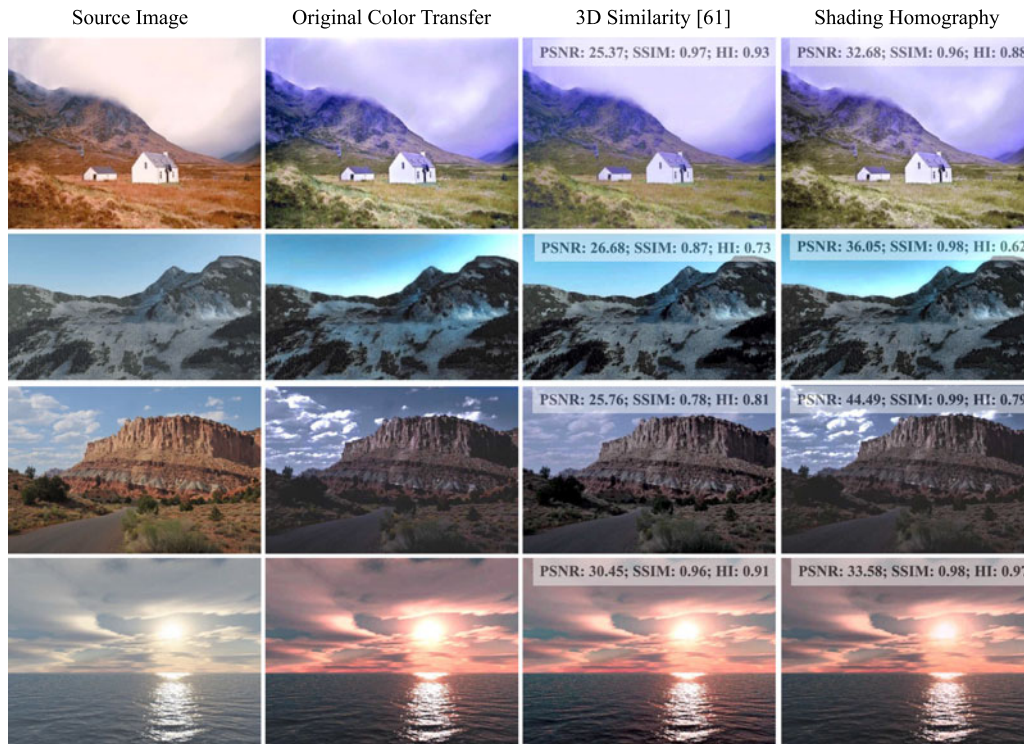 Source Image
Original Color Transfer
3D Similarity [61]
Shading Homography
PSNR: 25.37; SSIM: 0.97; HI: 0.93
PSNR: 32.68; SSIM: 0.96; HI: 0.88
PSNR: 26.68; SSIM: 0.87; HI: 0.73
PSNR: 36.05; SSIM: 0.98; HI: 0.62
PSNR: 25.76; SSIM: 0.78; HI: 0.81
PSNR: 44.49; SSIM: 0.99; HI: 0.79
PSNR: 30.45; SSIM: 0.96; HI: 0.91
PSNR: 33.58; SSIM: 0.98; HI: 0.97